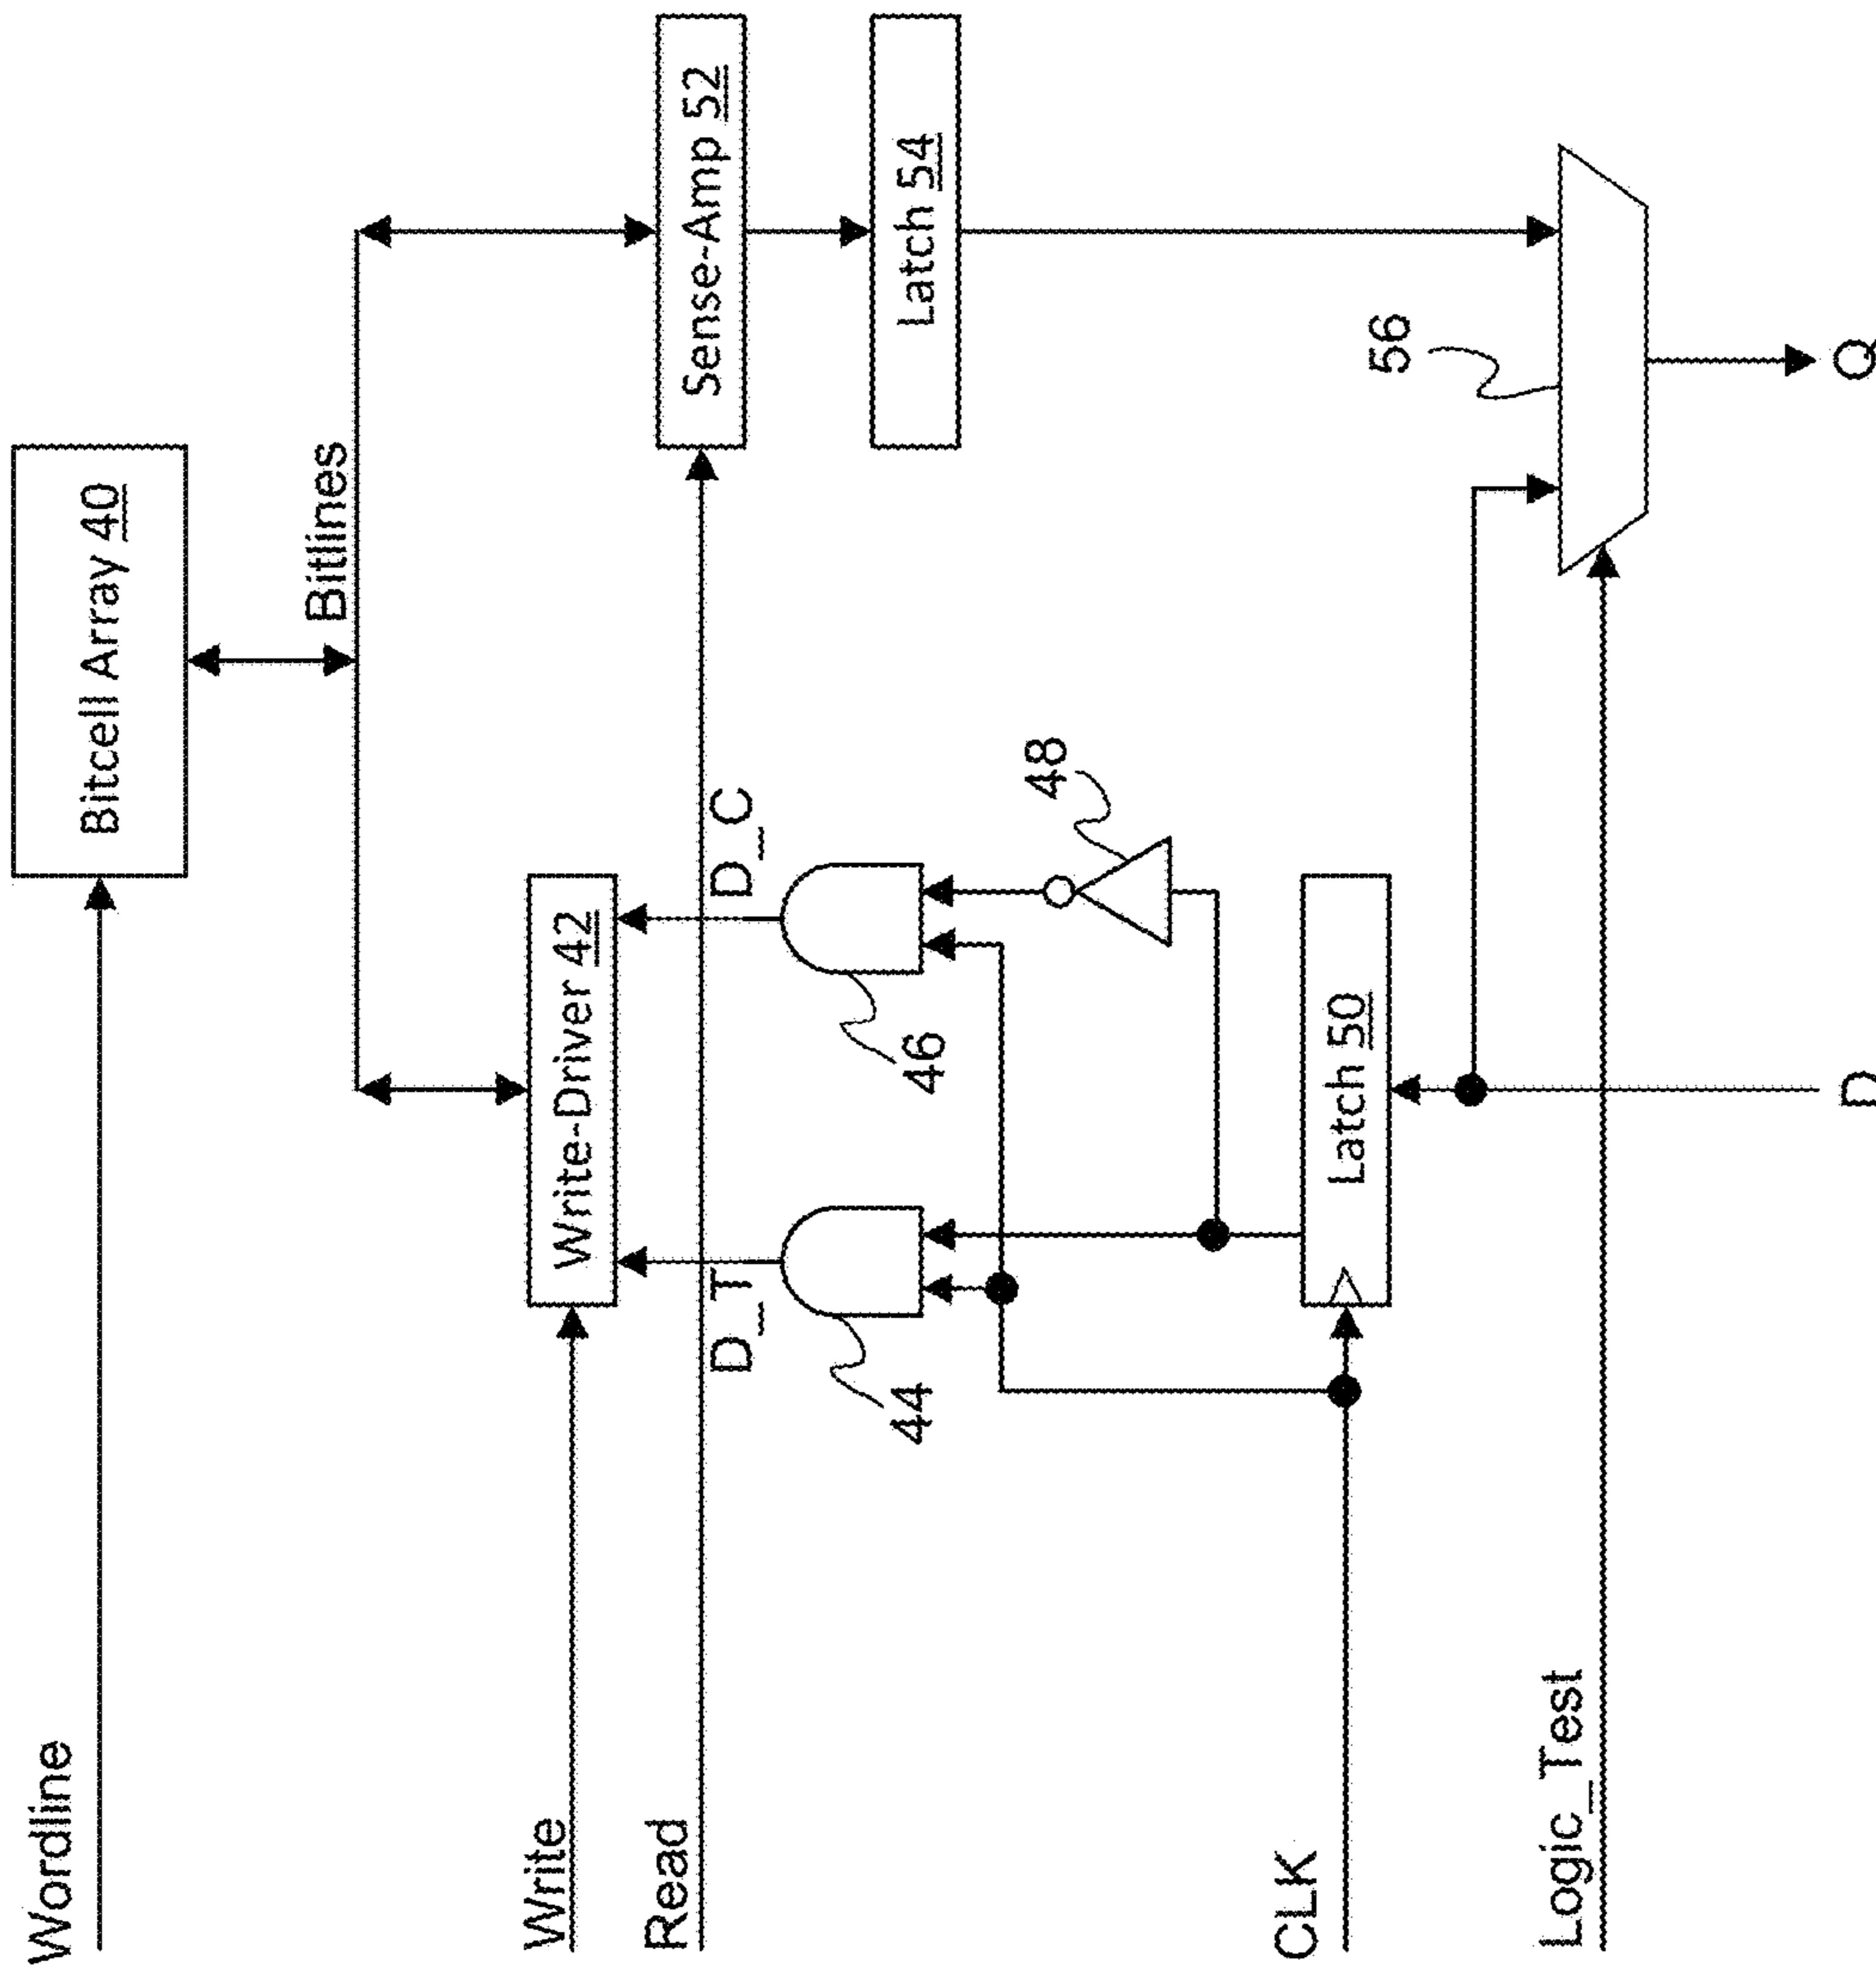 Wordline
Bitcell Array 40
Bitlines
Write
Write-Driver 42
Read
Sense-Amp 52
D_T
D_C
Latch 54
44
46
48
CLK
Latch 50
Logic_Test
56
D
Q